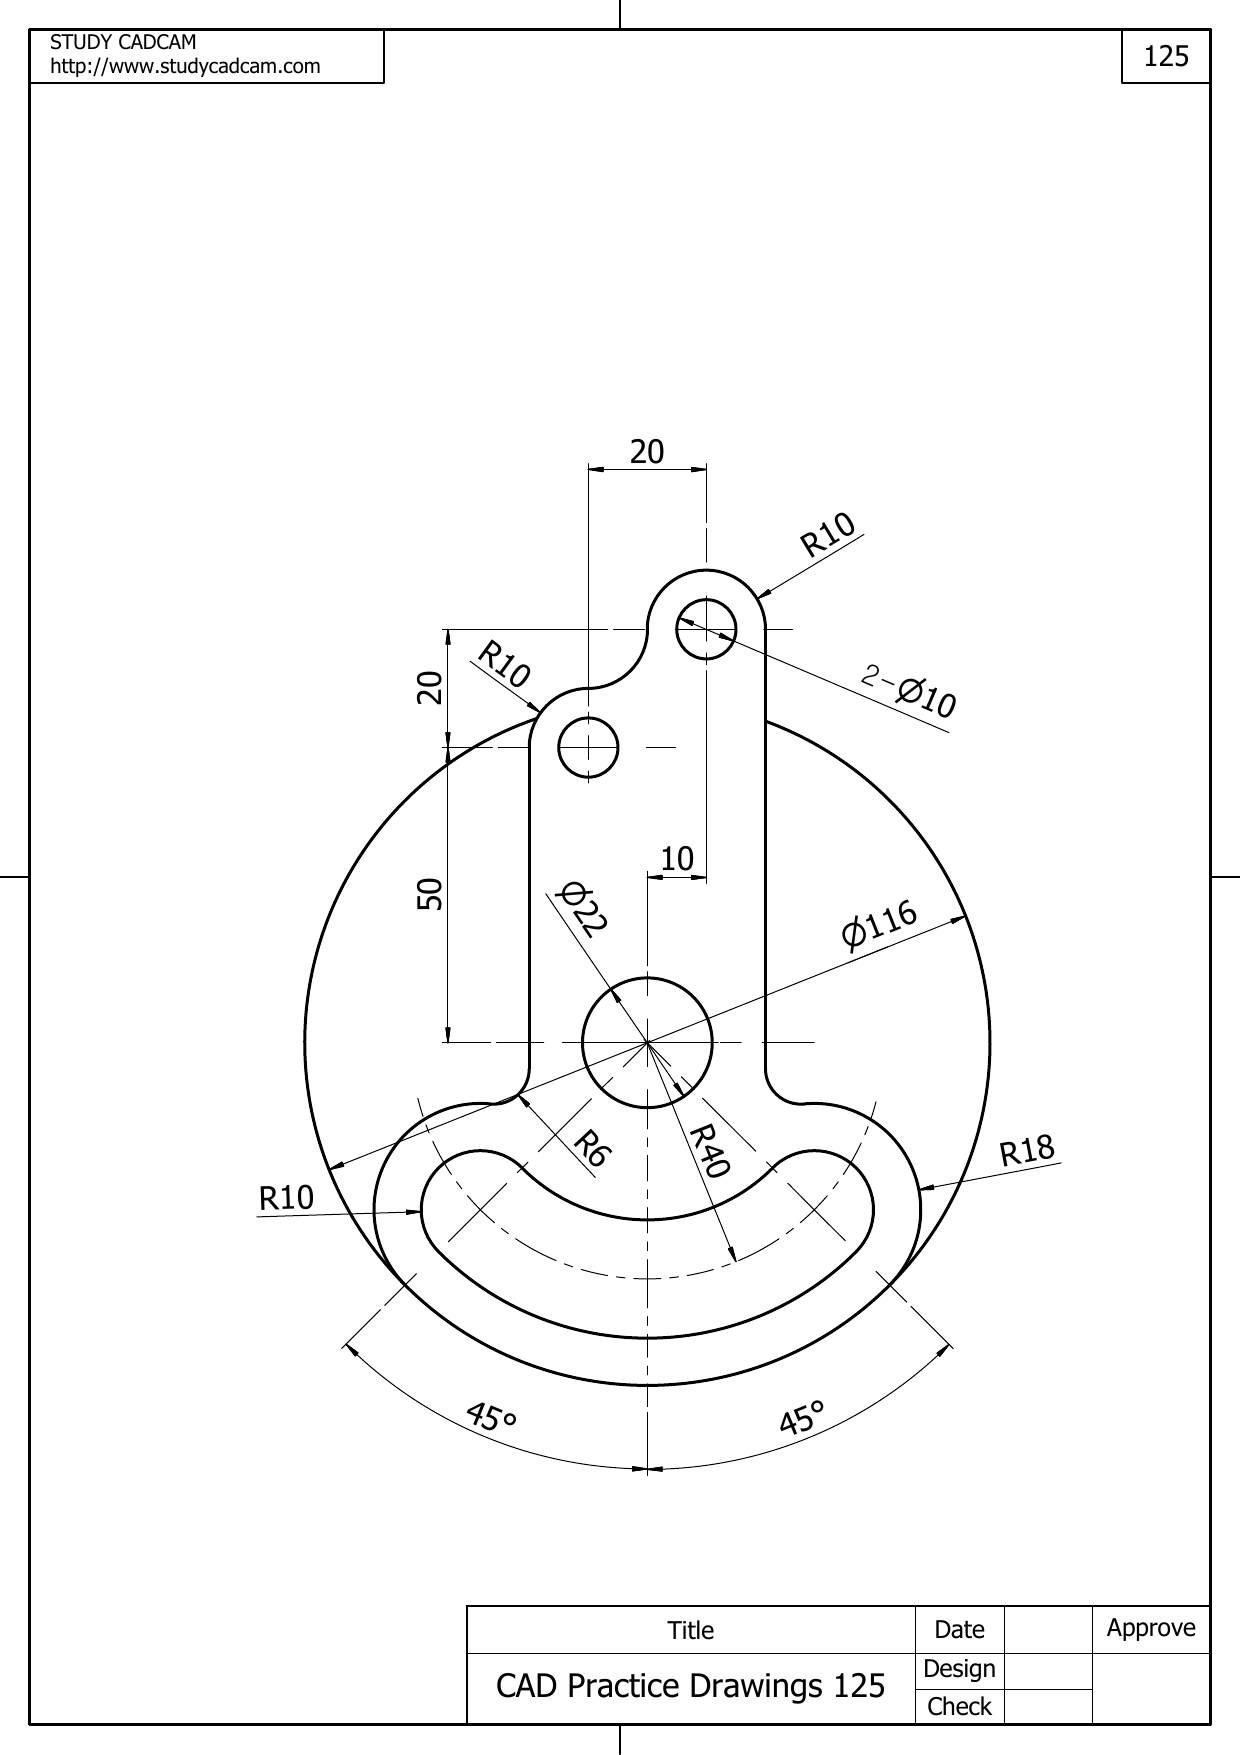 STUDY CADCAM
http://www.studycadcam.com
125
20
R10
R10
20
2-Ø10
10
50
Ø22
Ø116
R6
R40
R18
R10
45°
45°
Title
Date
Approve
CAD Practice Drawings 125
Design
Check